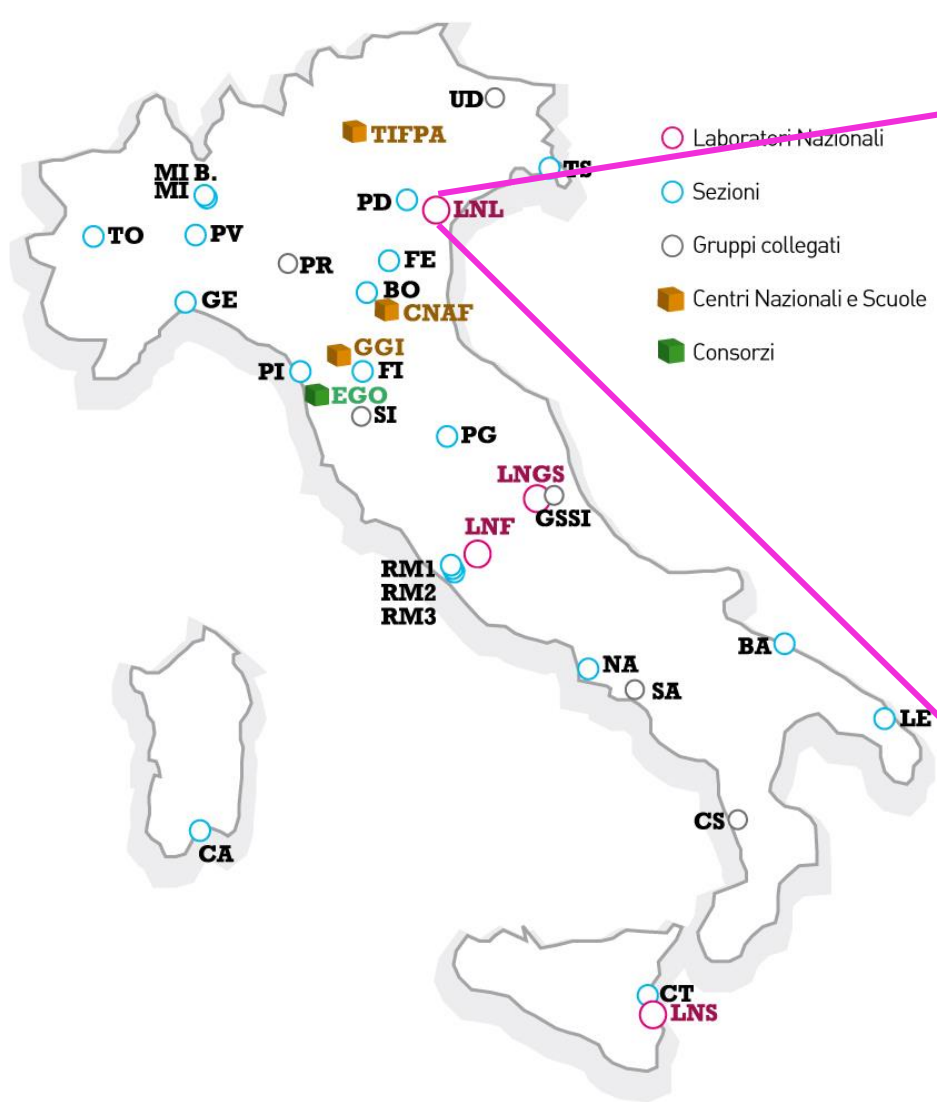 UD
TIFPA
Laboratori Nazionali
TS
MI B.
MI
PD
LNL
Sezioni
TO
PV
Gruppi collegati
PR
FE
BO
CNAF
GE
Centri Nazionali e Scuole
GGI
PI
FI
Consorzi
EGO
SI
PG
LNGS
GSSI
LNF
RM1
RM2
RM3
BA
NA
SA
LE
CS
CA
CT
LNS